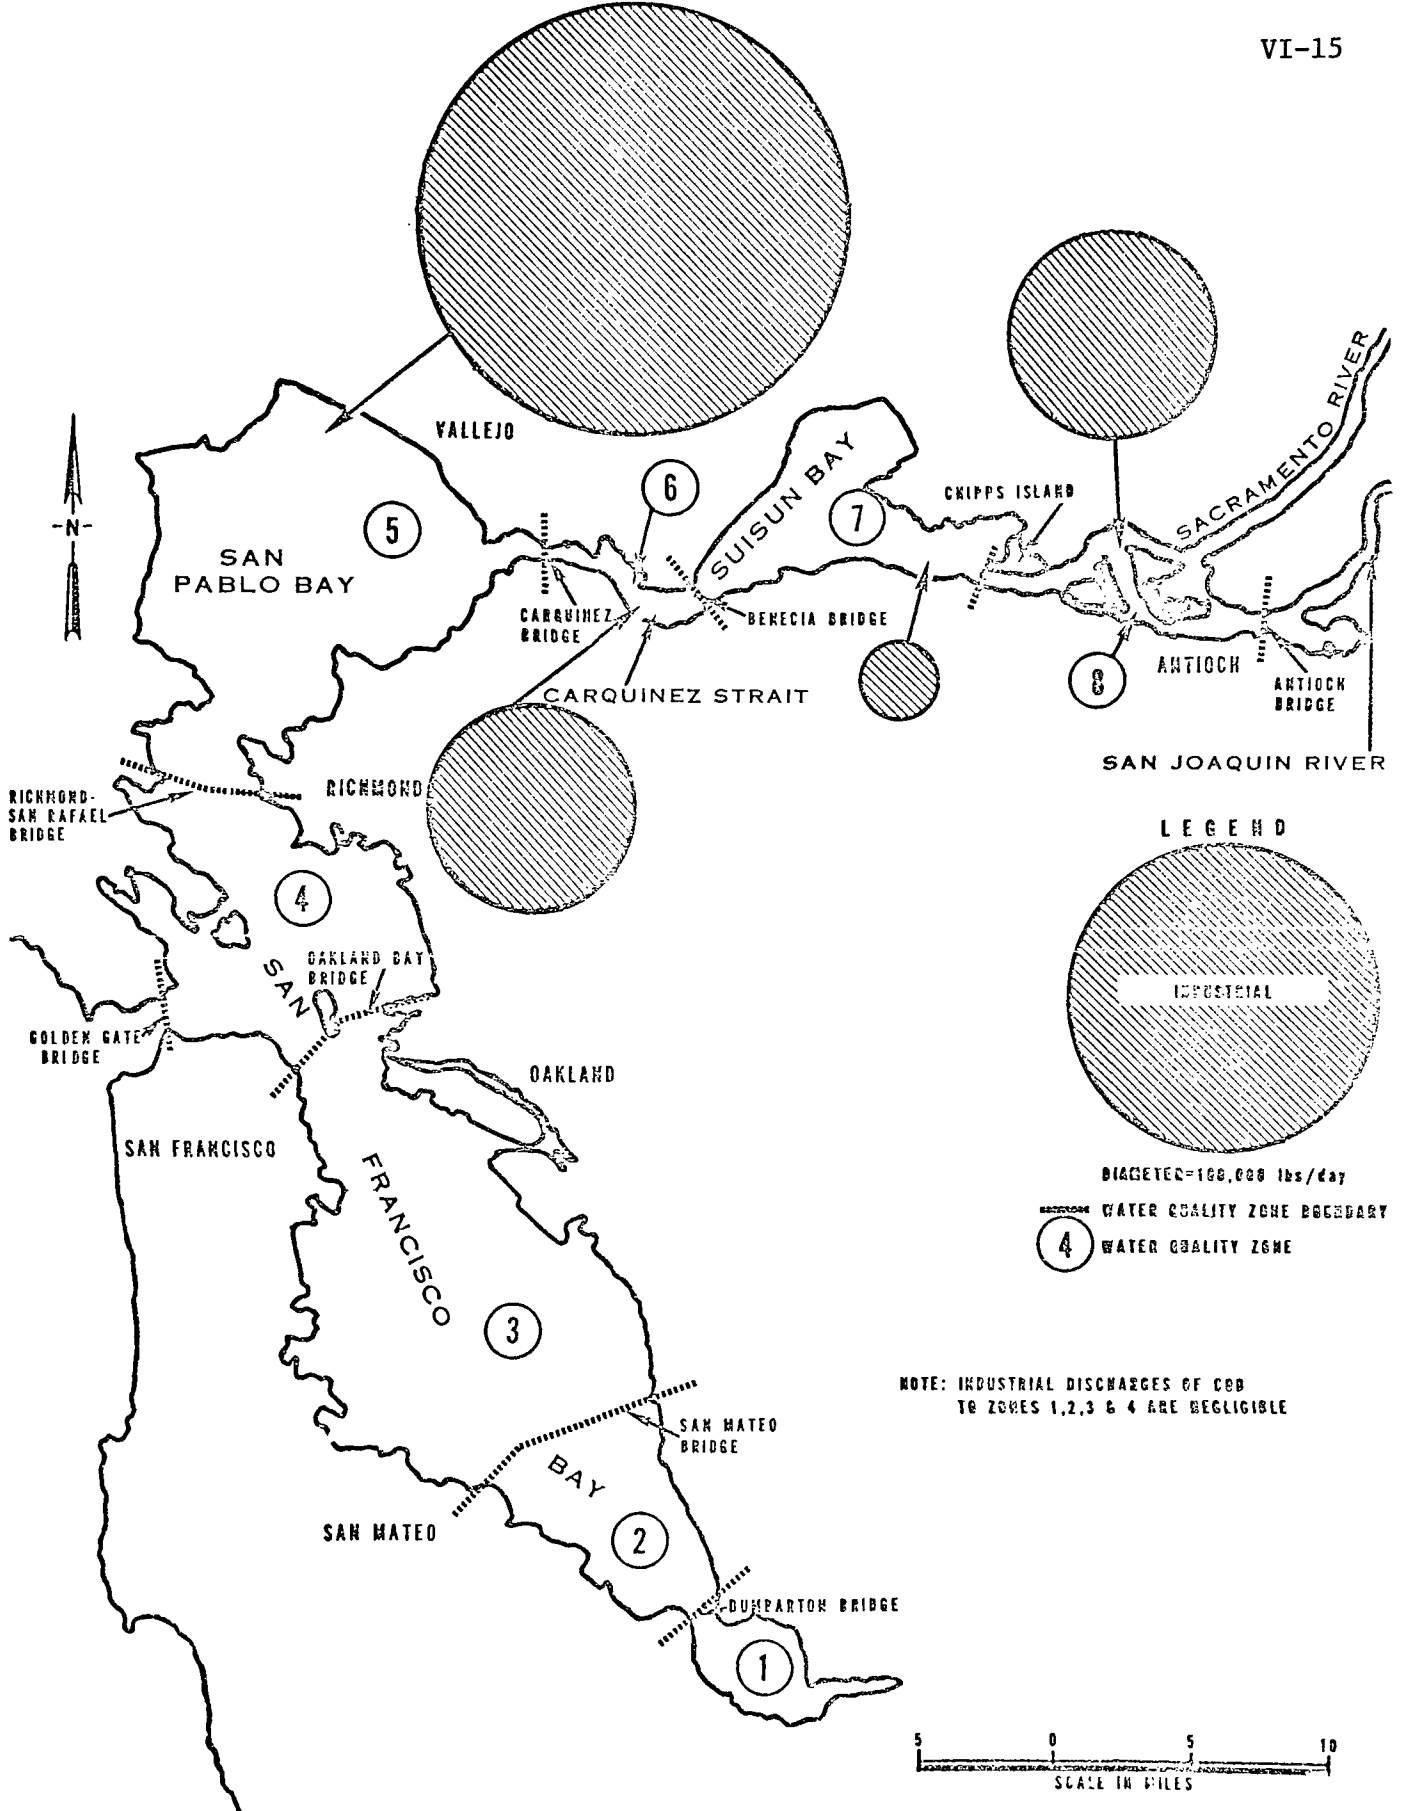 VI-15
VALLEJO
6
SUISUN BAY
7
CHIPPS ISLAND
SACRAMENTO RIVER
-N-
5
SAN
PABLO BAY
CARQUINEZ
BRIDGE
BENECIA BRIDGE
8
ANTIOCH
ANTIOCH
BRIDGE
CARQUINEZ STRAIT
SAN JOAQUIN RIVER
RICHMOND-
SAN RAFAEL
BRIDGE
RICHMOND
LEGEND
INDUSTRIAL
4
OAKLAND BAY
BRIDGE
SAN
GOLDEN GATE
BRIDGE
OAKLAND
SAN FRANCISCO
FRANCISCO
DIAMETER=100,000 lbs/day
WATER QUALITY ZONE BOUNDARY
4
WATER QUALITY ZONE
3
NOTE: INDUSTRIAL DISCHARGES OF COD
TO ZONES 1,2,3 & 4 ARE NEGLIGIBLE
SAN MATEO
BRIDGE
BAY
SAN MATEO
2
DUMBARTON BRIDGE
1
5 0 5 10
SCALE IN MILES